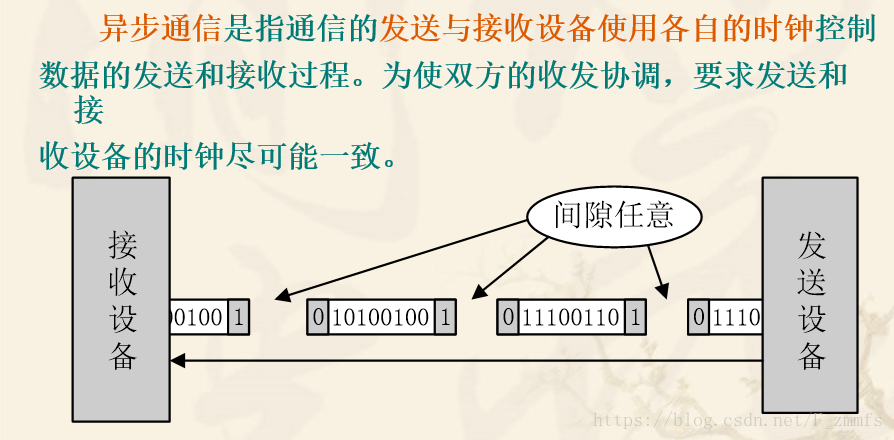 异步通信是指通信的发送与接收设备使用各自的时钟控制
数据的发送和接收过程。为使双方的收发协调，要求发送和
接
收设备的时钟尽可能一致。
间隙任意
接收设备
发送设备
00100 1
0 10100100 1
0 11100110 1
0 1110
https://blog.csdn.net/F_zmmfs